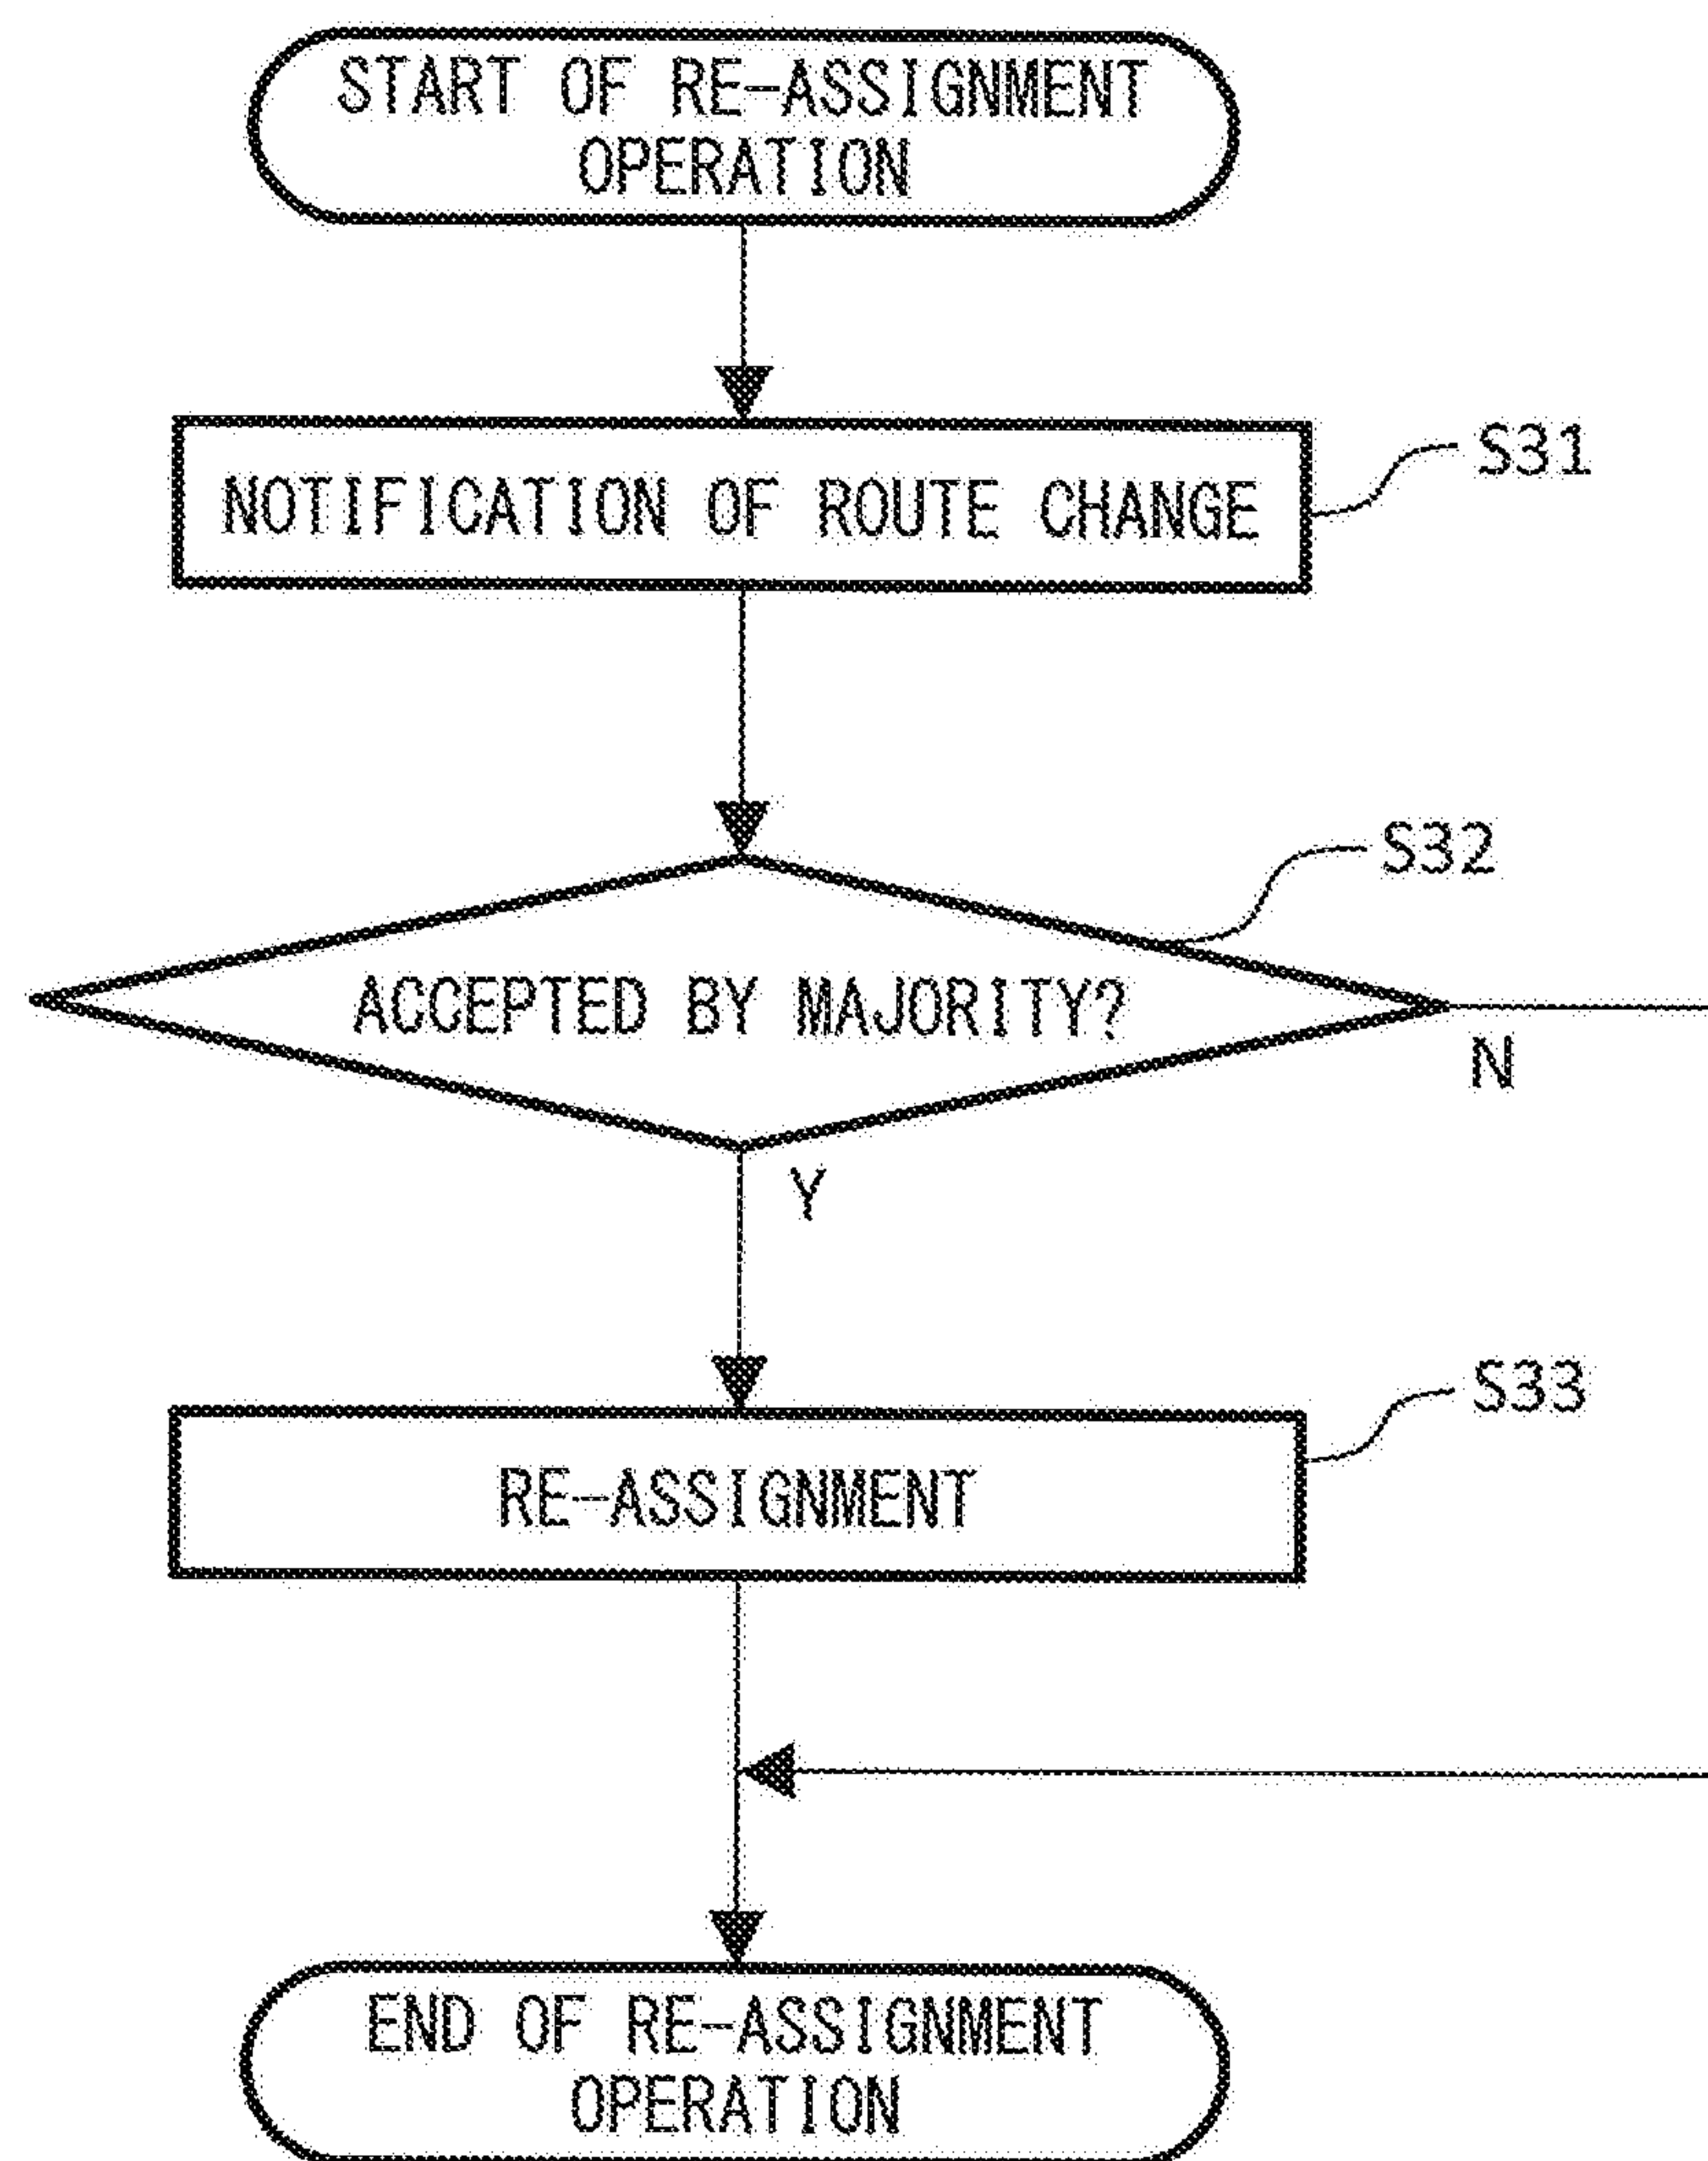 START OF RE-ASSIGNMENT
OPERATION
S31
NOTIFICATION OF ROUTE CHANGE
S32
ACCEPTED BY MAJORITY?
N
Y
S33
RE-ASSIGNMENT
END OF RE-ASSIGNMENT
OPERATION